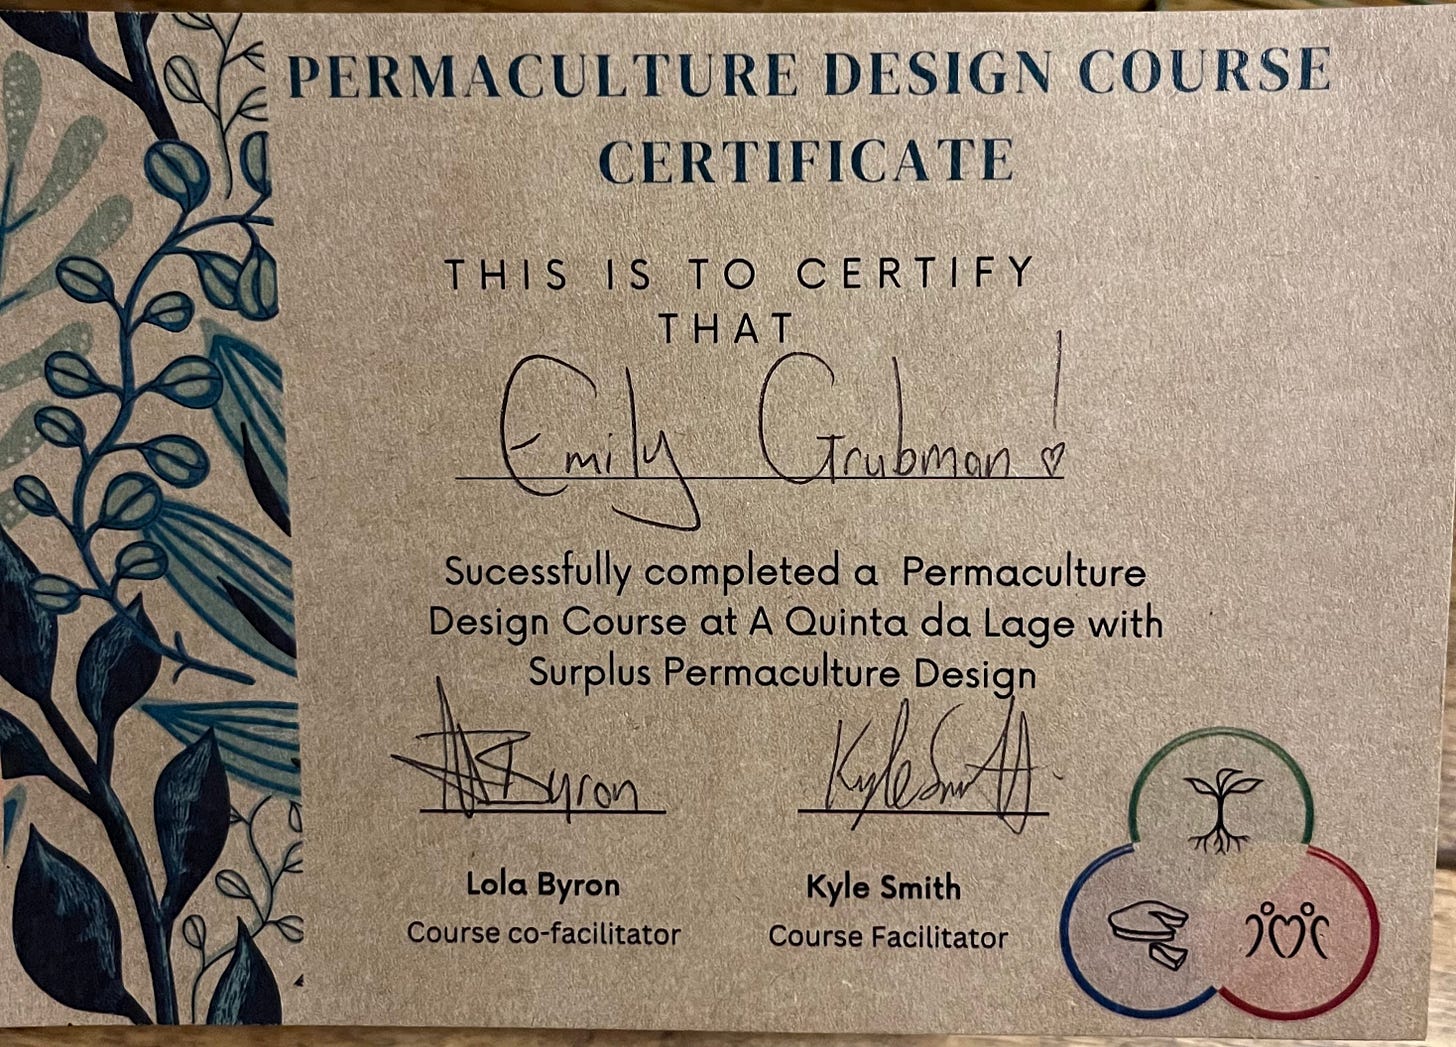 PERMACULTURE DESIGN COURSE
CERTIFICATE
THIS IS TO CERTIFY
THAT
Emily Grubman!
Sucessfully completed a Permaculture
Design Course at A Quinta da Lage with
Surplus Permaculture Design
Byron
Kyle Smith
Lola Byron
Kyle Smith
Course co-facilitator
Course Facilitator